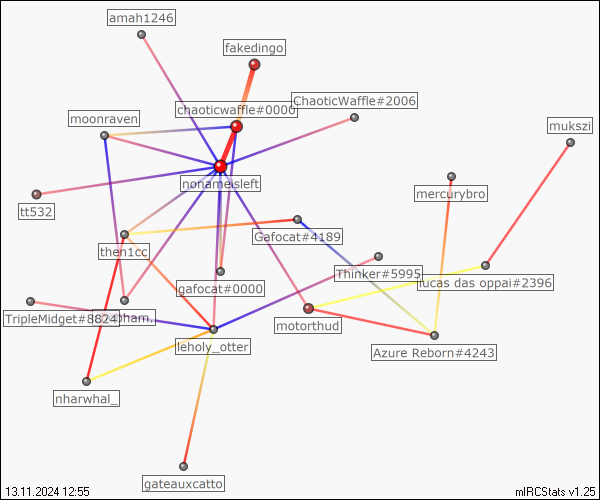 amah1246
fakedingo
ChaoticWaffle#2006
chaoticwaffle#0000
moonraven
mukszi
nonameisleft
mercurybro
tt532
Gafocat#4189
then1cc
Thinker#5995
lucas das oppai#2396
gafocat#0000
TripleMidget#8824
motorthud
leholy_otter
Azure Reborn#4243
nharwhal_
gateauxcatto
13.11.2024 12:55
mIRCStats v1.25